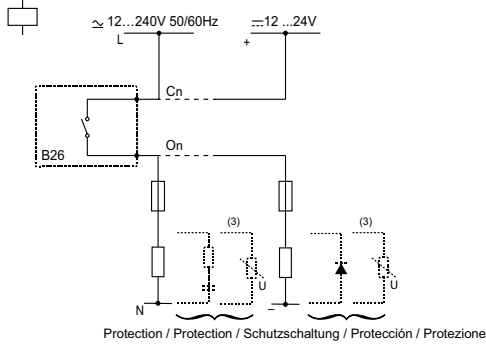 ≃ 12...240V 50/60Hz
⎓12 ...24V
L
+
Cn
B26
On
(3)
(3)
U
U
N
–
Protection / Protection / Schutzschaltung / Protección / Protezione